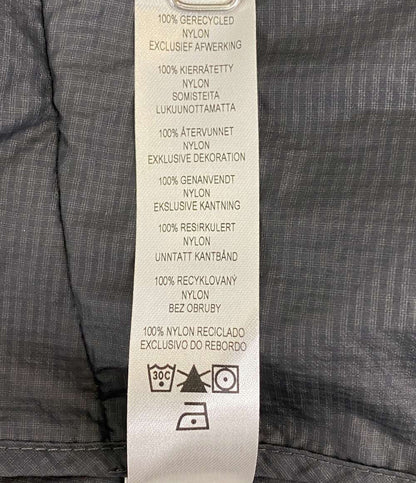 100% GERECYCLED
NYLON
EXCLUSIEF AFWERKING
100% KIERRÄTETTY
NYLON
SOMISTEITA
LUKUUNOTTAMATTA
100% ÅTERVUNNET
NYLON
EXKLUSIVE DEKORATION
100% GENANVENDT
NYLON
EKSLUSIVE KANTNING
100% RESIRKULERT
NYLON
UNNTATT KANTBÅND
100% RECYKLOVANÝ
NYLON
BEZ OBRUBY
100% NYLON RECICLADO
EXCLUSIVO DO REBORDO
30C